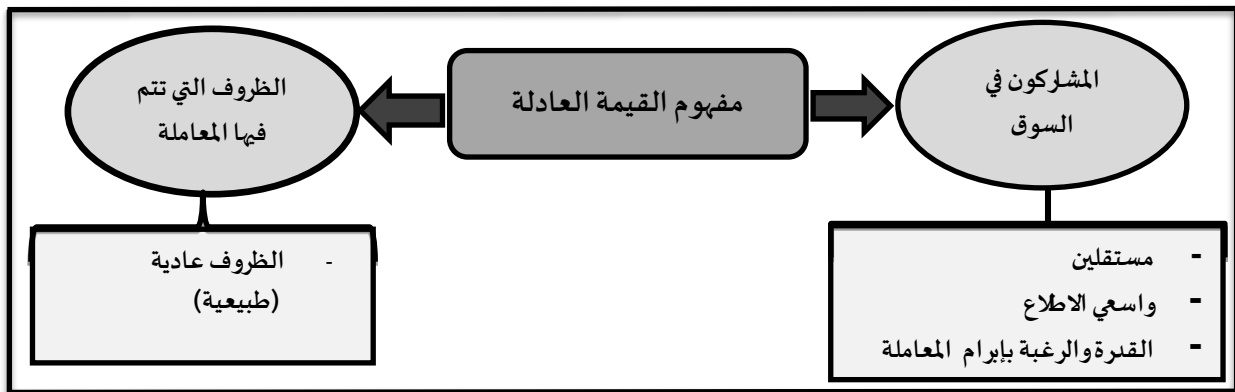 مفهوم القيمة العادلة
المشاركون في
السوق
- مستقلين
- واسعي الاطلاع
- القدرة والرغبة بإبرام المعاملة
الظروف التي تتم
فيها المعاملة
- الظروف عادية
(طبيعية)